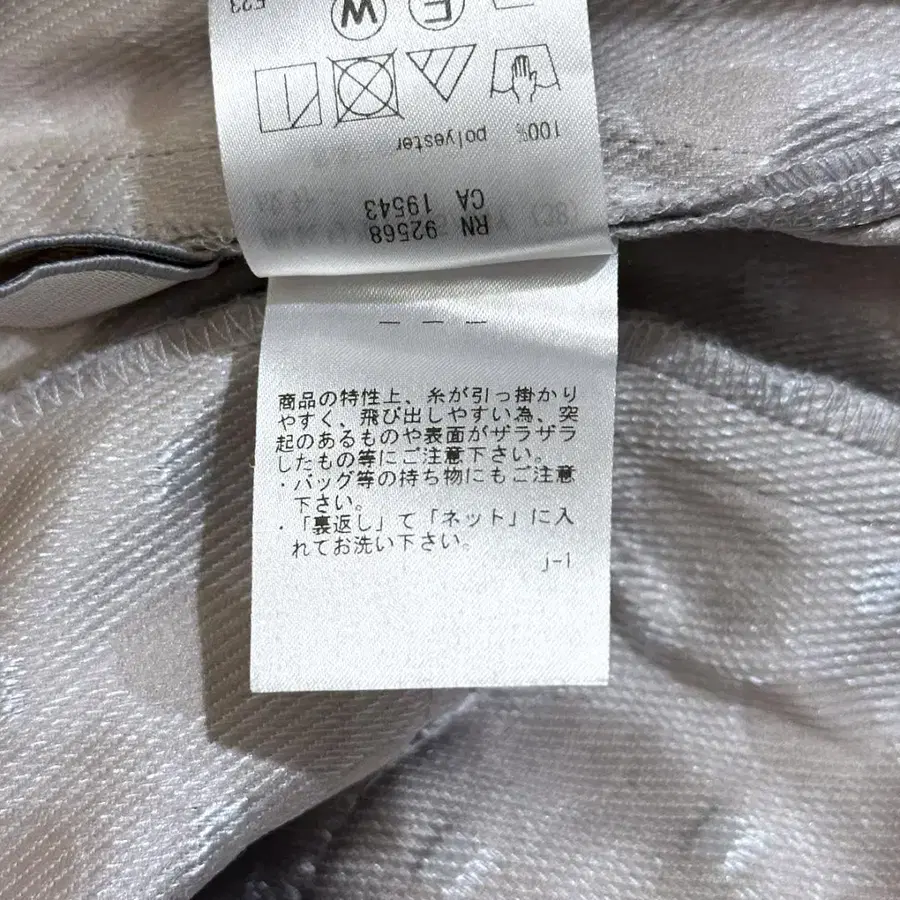 W E
100% polyester
RN 92568
CA 19543
— — —
商品の特性上、糸が引っ掛かり
やすく、飛び出しやすい為、突
起のあるものや表面がザラザラ
したもの等にご注意下さい。
・バッグ等の持ち物にもご注意
下さい。
・「裏返し」て「ネット」に入
れてお洗い下さい。
j-1